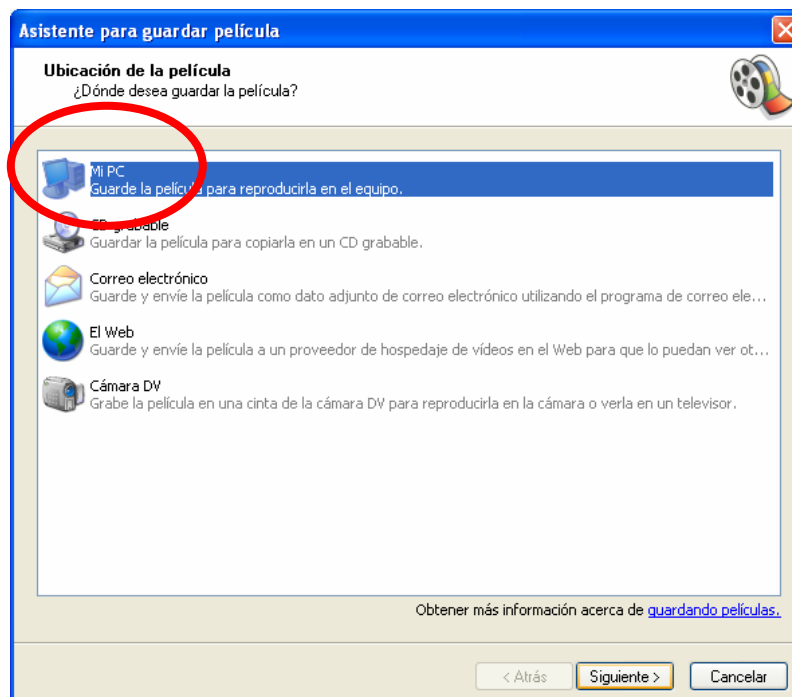 Asistente para guardar película
Ubicación de la película
¿Dónde desea guardar la película?
Mi PC
Guarde la película para reproducirla en el equipo.
CD grabable
Guardar la película para copiarla en un CD grabable.
Correo electrónico
Guarde y envíe la película como dato adjunto de correo electrónico utilizando el programa de correo ele...
El Web
Guarde y envíe la película a un proveedor de hospedaje de vídeos en el Web para que lo puedan ver ot...
Cámara DV
Grabe la película en una cinta de la cámara DV para reproducirla en la cámara o verla en un televisor.
Obtener más información acerca de guardando películas.
< Atrás Siguiente > Cancelar